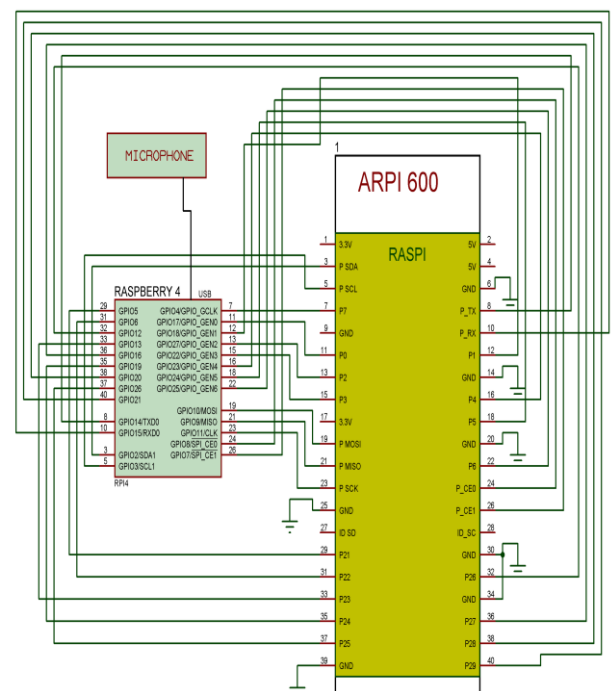 1
ARPI 600
MICROPHONE
RASPI
1 3.3V 5V 2
3 P SDA 5V 4
5 P SCL GND 6
7 P7 P_TX 8
9 GND P_RX 10
11 P0 P1 12
13 P2 GND 14
15 P3 P4 16
17 3.3V P5 18
19 P MOSI GND 20
21 P MISO P6 22
23 P SCK P_CE0 24
25 GND P_CE1 26
27 ID SD ID_SC 28
29 P21 GND 30
31 P22 P26 32
33 P23 GND 34
35 P24 P27 36
37 P25 P28 38
39 GND P29 40
RASPBERRY 4 USB
29 GPIO5 GPIO4/GPIO_GCLK 7
31 GPIO6 GPIO17/GPIO_GEN0 11
32 GPIO12 GPIO18/GPIO_GEN1 12
33 GPIO13 GPIO27/GPIO_GEN2 13
36 GPIO16 GPIO22/GPIO_GEN3 15
35 GPIO19 GPIO23/GPIO_GEN4 16
38 GPIO20 GPIO24/GPIO_GEN5 18
37 GPIO26 GPIO25/GPIO_GEN6 22
40 GPIO21
GPIO10/MOSI 19
8 GPIO14/TXD0 GPIO9/MISO 21
10 GPIO15/RXD0 GPIO11/CLK 23
GPIO8/SPI_CE0 24
3 GPIO2/SDA1 GPIO7/SPI_CE1 26
5 GPIO3/SCL1
RPI4